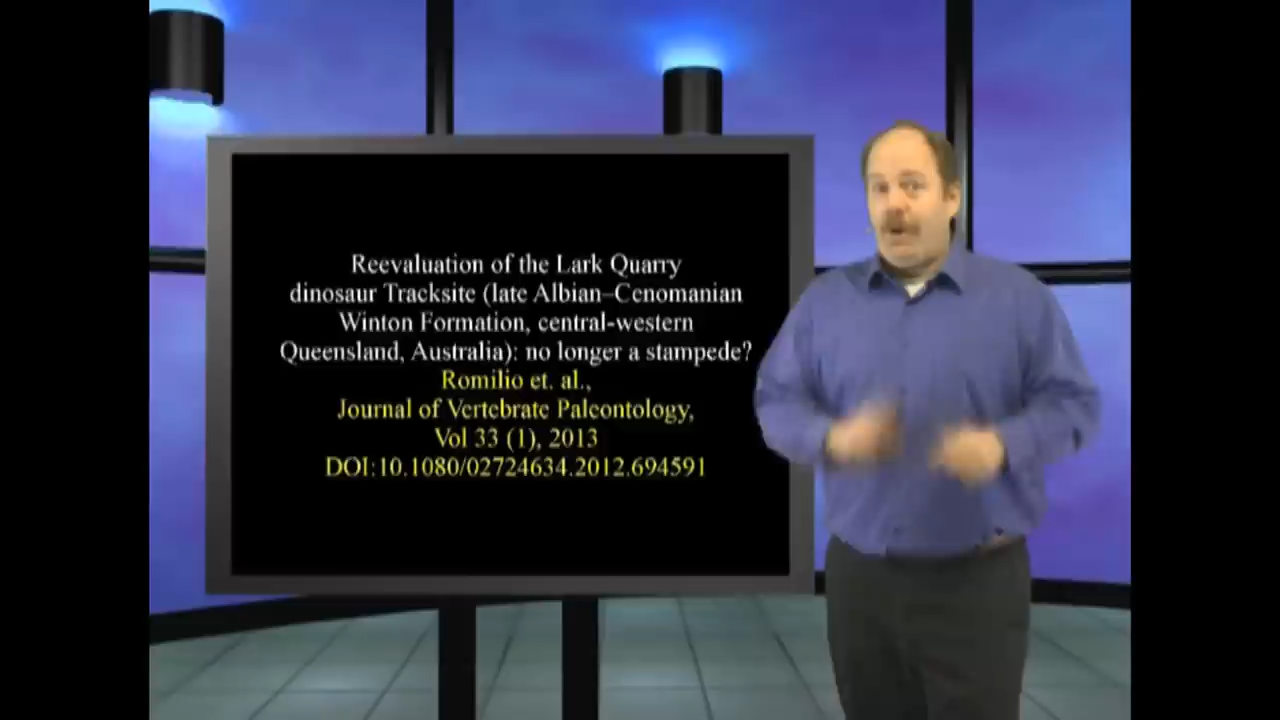 Reevaluation of the Lark Quarry
dinosaur Tracksite (late Albian–Cenomanian
Winton Formation, central-western
Queensland, Australia): no longer a stampede?
Romilio et. al.,
Journal of Vertebrate Paleontology,
Vol 33 (1), 2013
DOI:10.1080/02724634.2012.694591